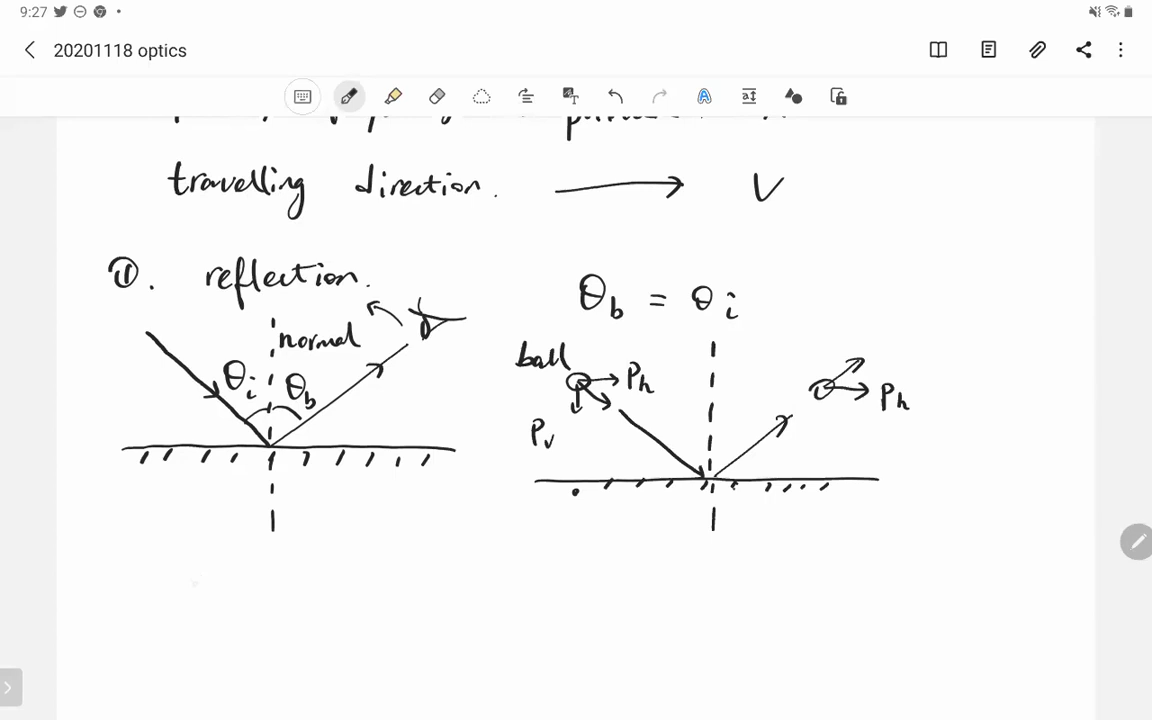 9:27
20201118 optics
travelling direction. → V
①. reflection.
θb = θi
normal
θi θb
ball
Ph
Pv
Ph